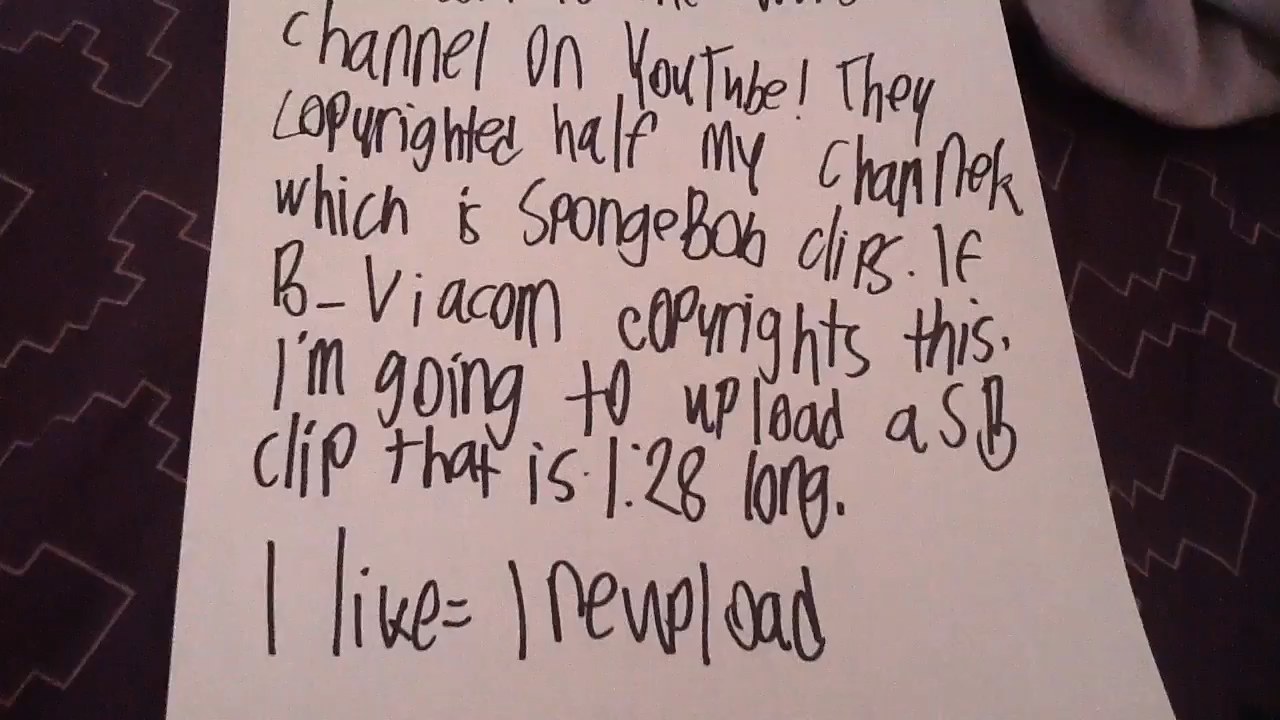 channel on YouTube! They
copyrighted half my channek
which is SpongeBob clips. If
B-Viacom copyrights this.
I'm going to upload a SB
clip that is 1:28 long.
1 like= 1 reupload